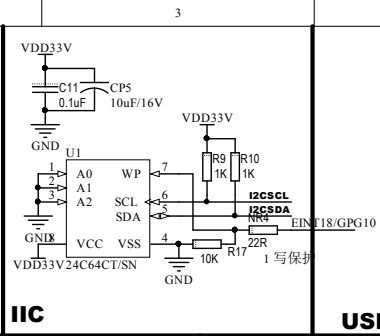 3
VDD33V
C11
0.1uF
CP5
10uF/16V
GND
VDD33V
U1
R9
1K
R10
1K
1
A0
WP
7
2
A1
3
A2
SCL
6
I2CSCL
SDA
5
I2CSDA
NR4
EINT18/GPG10
GND
8
VCC
VSS
4
22R
VDD33V
24C64CT/SN
10K
R17
1 写保护
GND
IIC